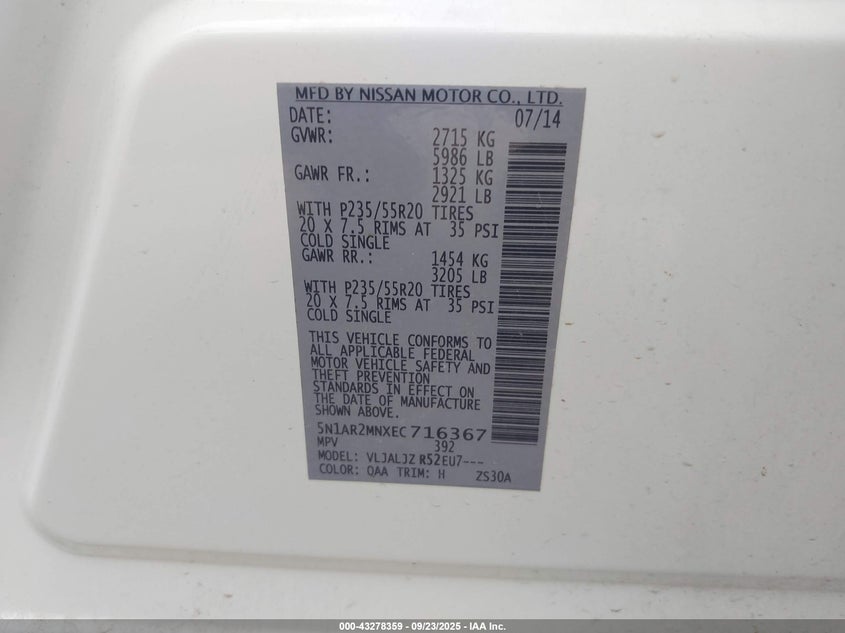 MFD BY NISSAN MOTOR CO., LTD.
DATE: 07/14
GVWR: 2715 KG
5986 LB
GAWR FR.: 1325 KG
2921 LB
WITH P235/55R20 TIRES
20 X 7.5 RIMS AT 35 PSI
COLD SINGLE
GAWR RR.: 1454 KG
3205 LB
WITH P235/55R20 TIRES
20 X 7.5 RIMS AT 35 PSI
COLD SINGLE
THIS VEHICLE CONFORMS TO
ALL APPLICABLE FEDERAL
MOTOR VEHICLE SAFETY AND
THEFT PREVENTION
STANDARDS IN EFFECT ON
THE DATE OF MANUFACTURE
SHOWN ABOVE.
5N1AR2MNXEC716367
MPV 392
MODEL: VLJALJZ R52EU7---
COLOR: QAA TRIM: H ZS30A
000-43278359 - 09/23/2025 - IAA Inc.